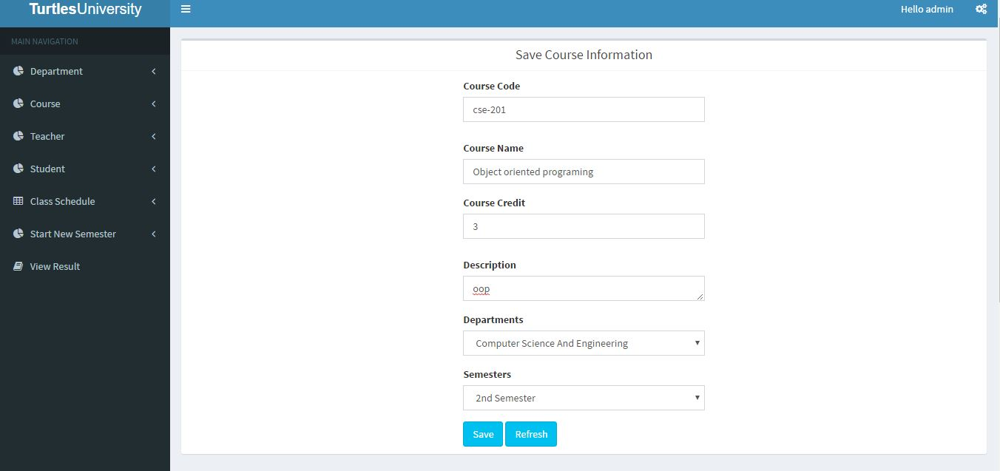 TurtlesUniversity
Hello admin
MAIN NAVIGATION
Department
Course
Teacher
Student
Class Schedule
Start New Semester
View Result
Save Course Information
Course Code
cse-201
Course Name
Object oriented programing
Course Credit
3
Description
oop
Departments
Computer Science And Engineering
Semesters
2nd Semester
Save Refresh